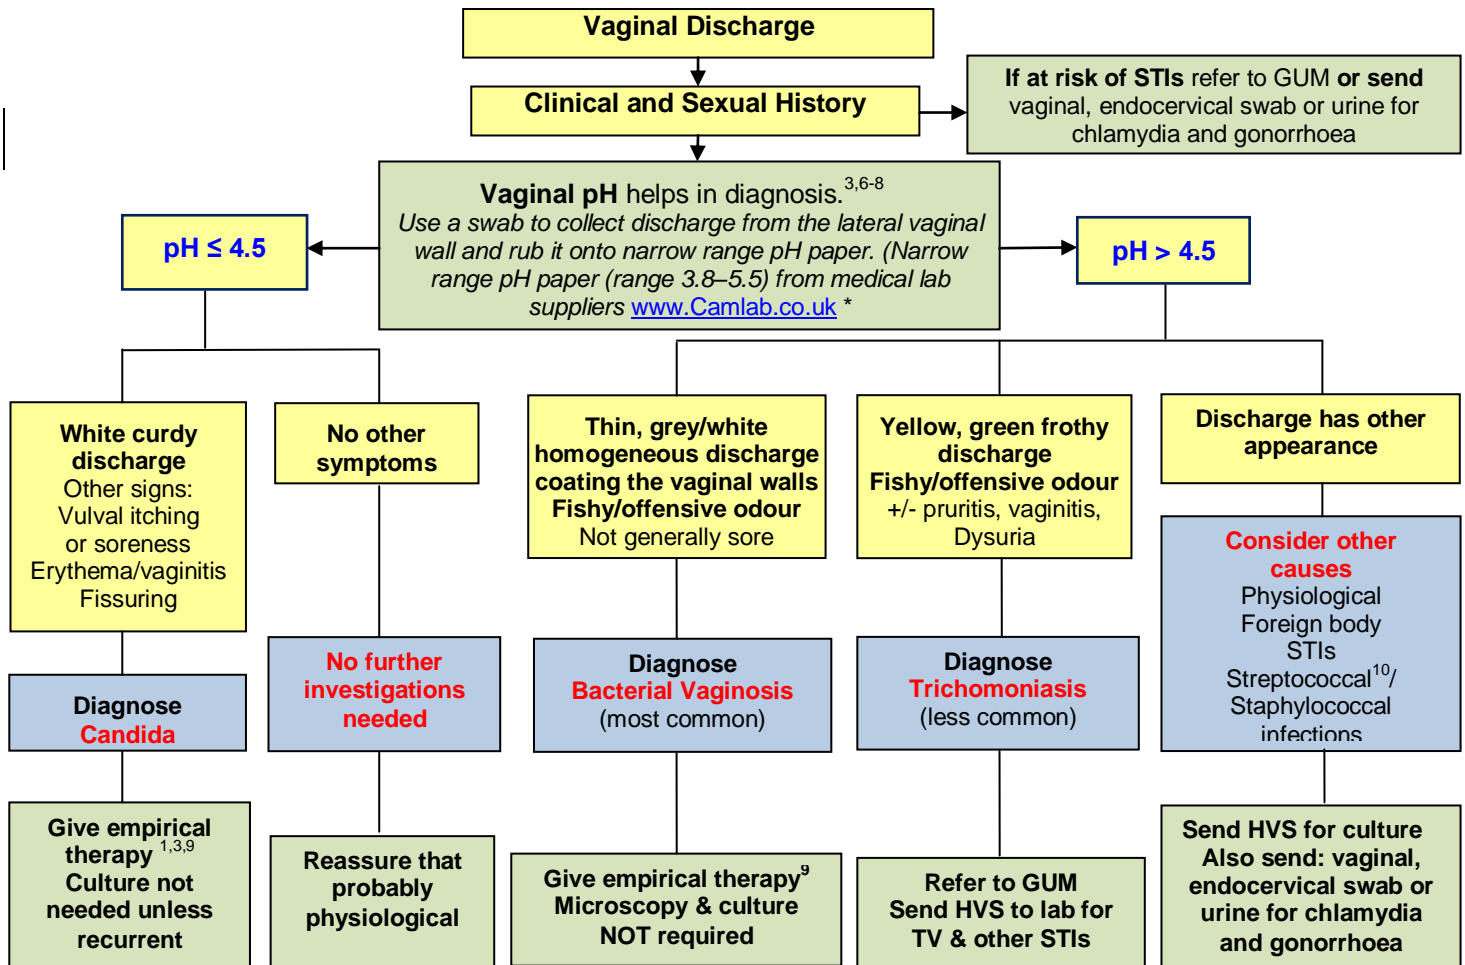 Vaginal Discharge
Clinical and Sexual History
If at risk of STIs refer to GUM or send
vaginal, endocervical swab or urine for
chlamydia and gonorrhoea
Vaginal pH helps in diagnosis.3,6-8
Use a swab to collect discharge from the lateral vaginal
wall and rub it onto narrow range pH paper. (Narrow
range pH paper (range 3.8–5.5) from medical lab
suppliers www.Camlab.co.uk *
pH ≤ 4.5
pH > 4.5
White curdy
discharge
Other signs:
Vulval itching
or soreness
Erythema/vaginitis
Fissuring
No other
symptoms
Thin, grey/white
homogeneous discharge
coating the vaginal walls
Fishy/offensive odour
Not generally sore
Yellow, green frothy
discharge
Fishy/offensive odour
+/- pruritis, vaginitis,
Dysuria
Discharge has other
appearance
Diagnose
Candida
No further
investigations
needed
Diagnose
Bacterial Vaginosis
(most common)
Diagnose
Trichomoniasis
(less common)
Consider other
causes
Physiological
Foreign body
STIs
Streptococcal10/
Staphylococcal
infections
Give empirical
therapy 1,3,9
Culture not
needed unless
recurrent
Reassure that
probably
physiological
Give empirical therapy9
Microscopy & culture
NOT required
Refer to GUM
Send HVS to lab for
TV & other STIs
Send HVS for culture
Also send: vaginal,
endocervical swab or
urine for chlamydia
and gonorrhoea